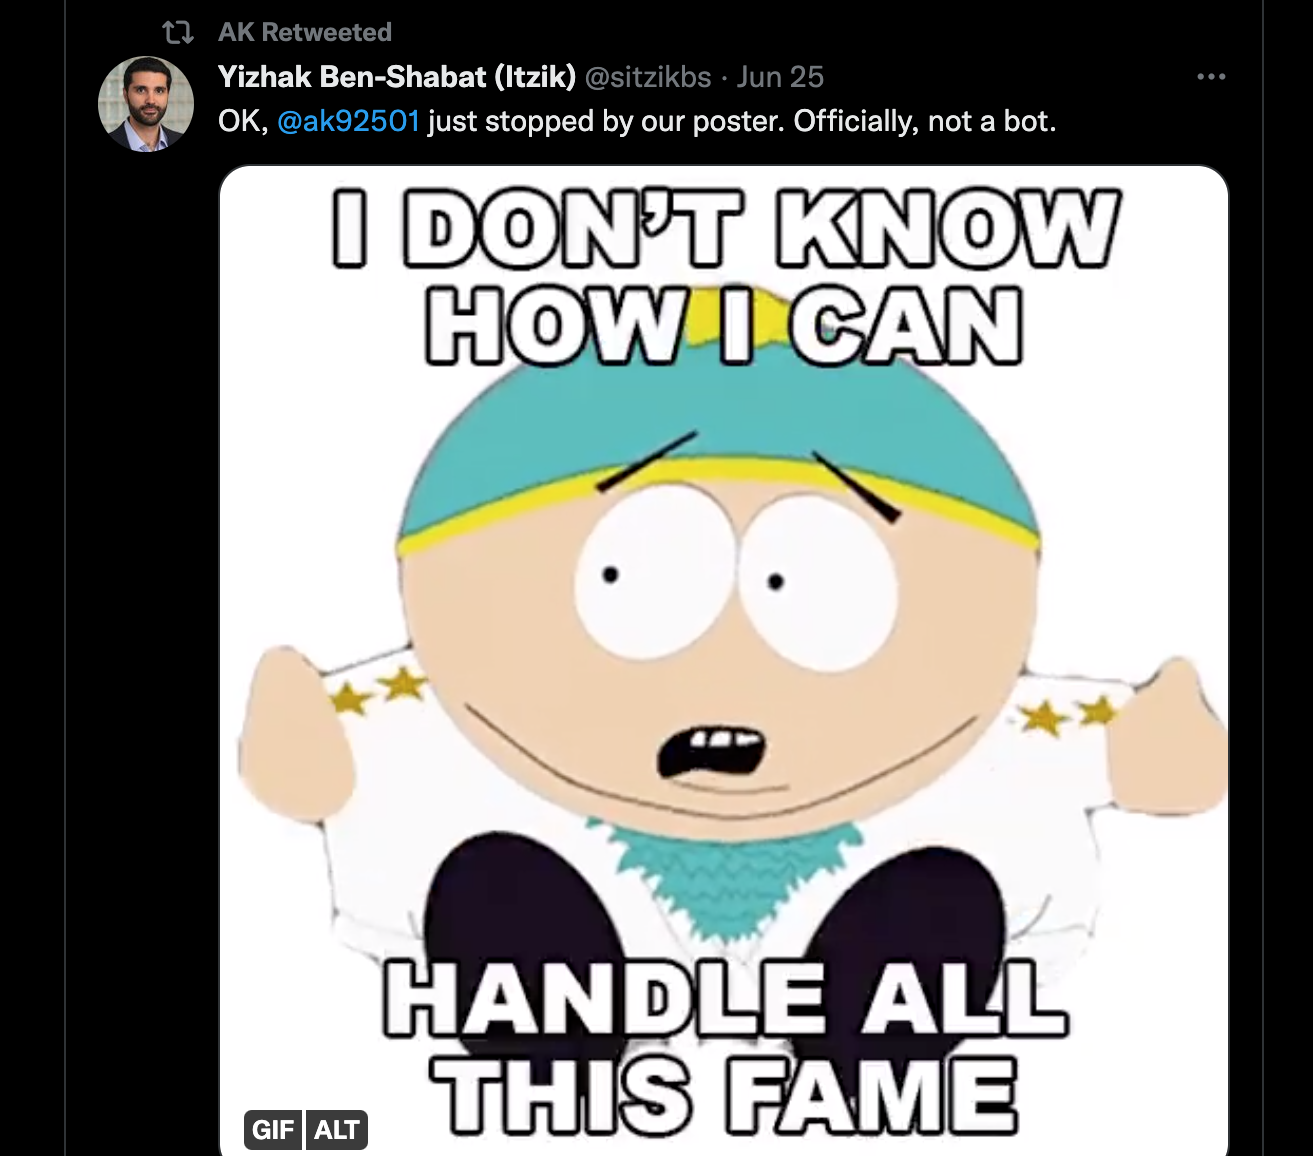 AK Retweeted
Yizhak Ben-Shabat (Itzik) @sitzikbs · Jun 25
OK, @ak92501 just stopped by our poster. Officially, not a bot.
I DON'T KNOW
HOW I CAN
HANDLE ALL
THIS FAME
GIF ALT